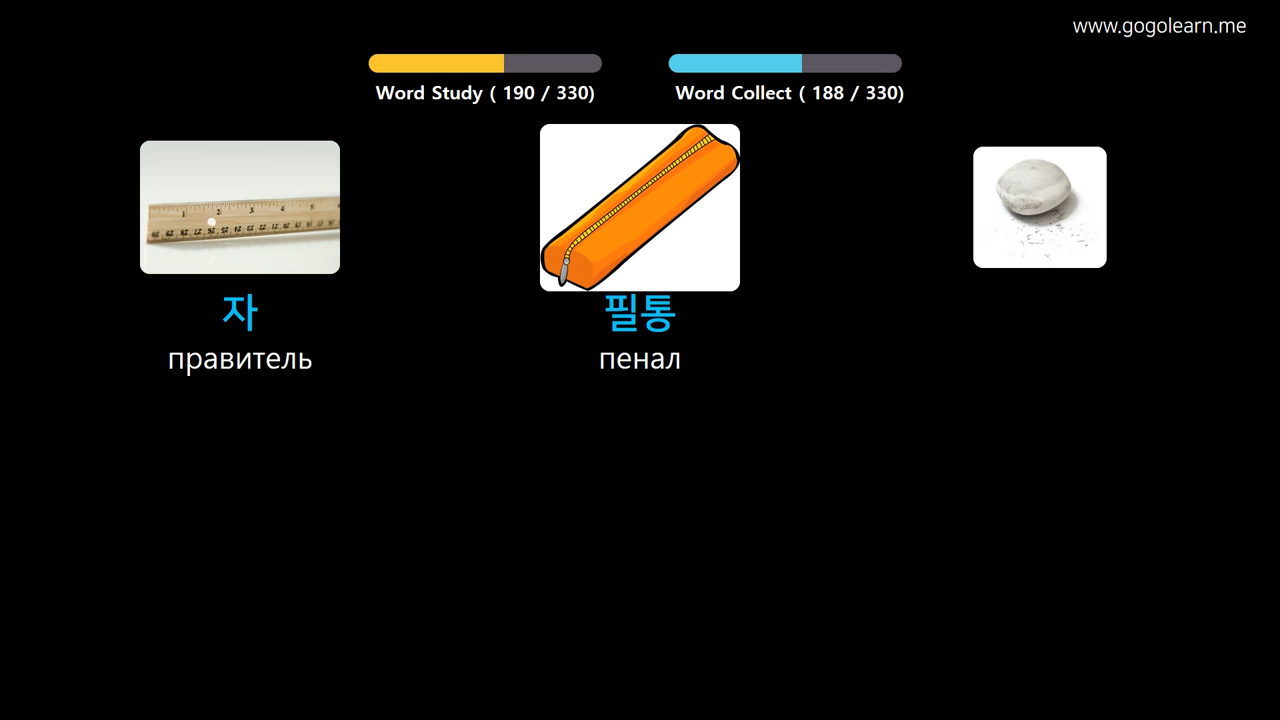 www.gogolearn.me
Word Study ( 190 / 330)
Word Collect ( 188 / 330)
자
правитель
필통
пенал